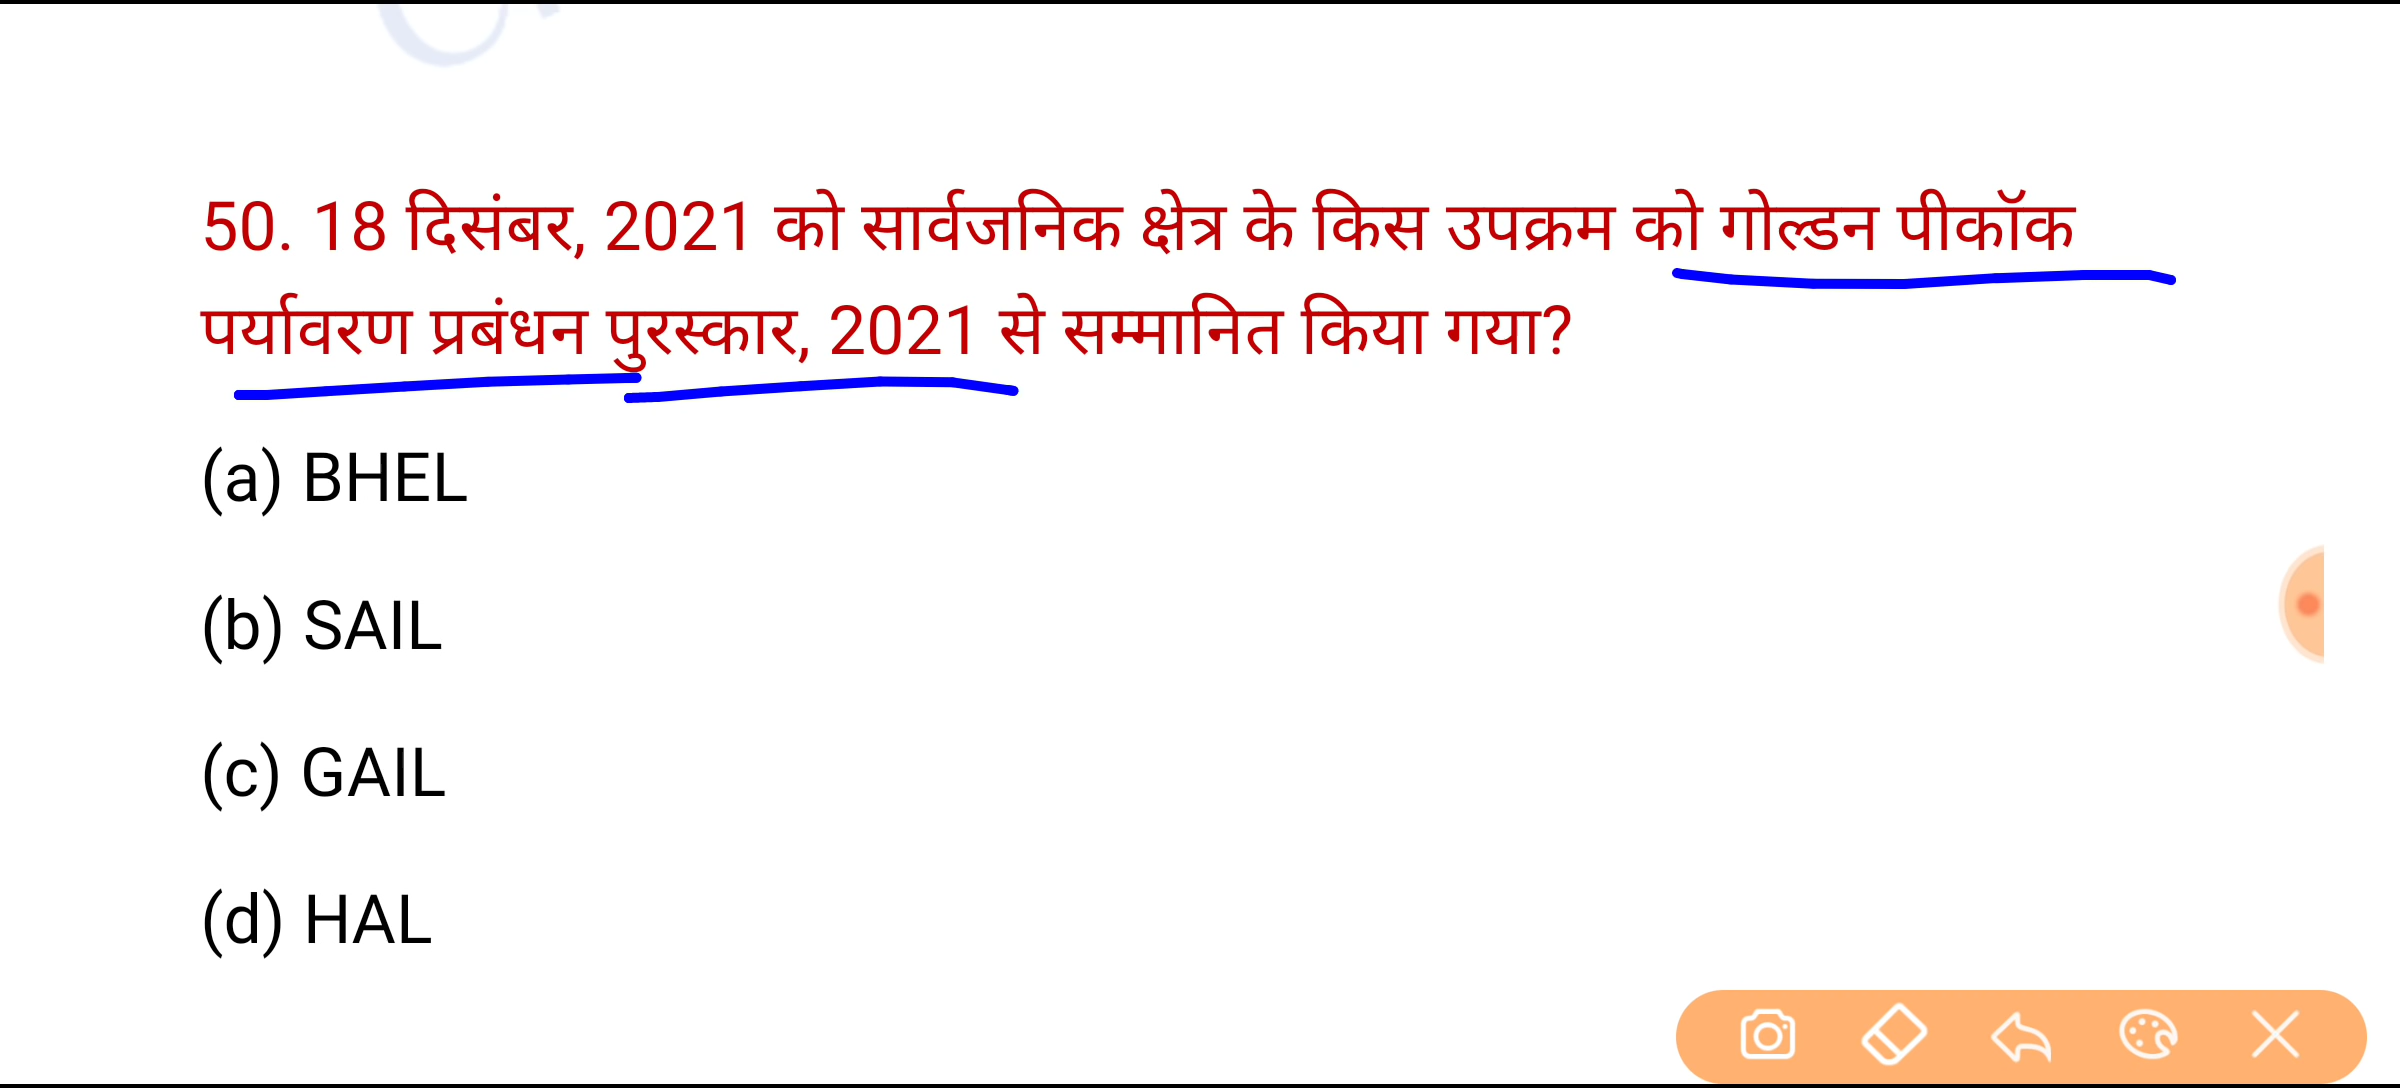 50. 18 दिसंबर, 2021 को सार्वजनिक क्षेत्र के किस उपक्रम को गोल्डन पीकॉक
पर्यावरण प्रबंधन पुरस्कार, 2021 से सम्मानित किया गया?
(a) BHEL
(b) SAIL
(c) GAIL
(d) HAL